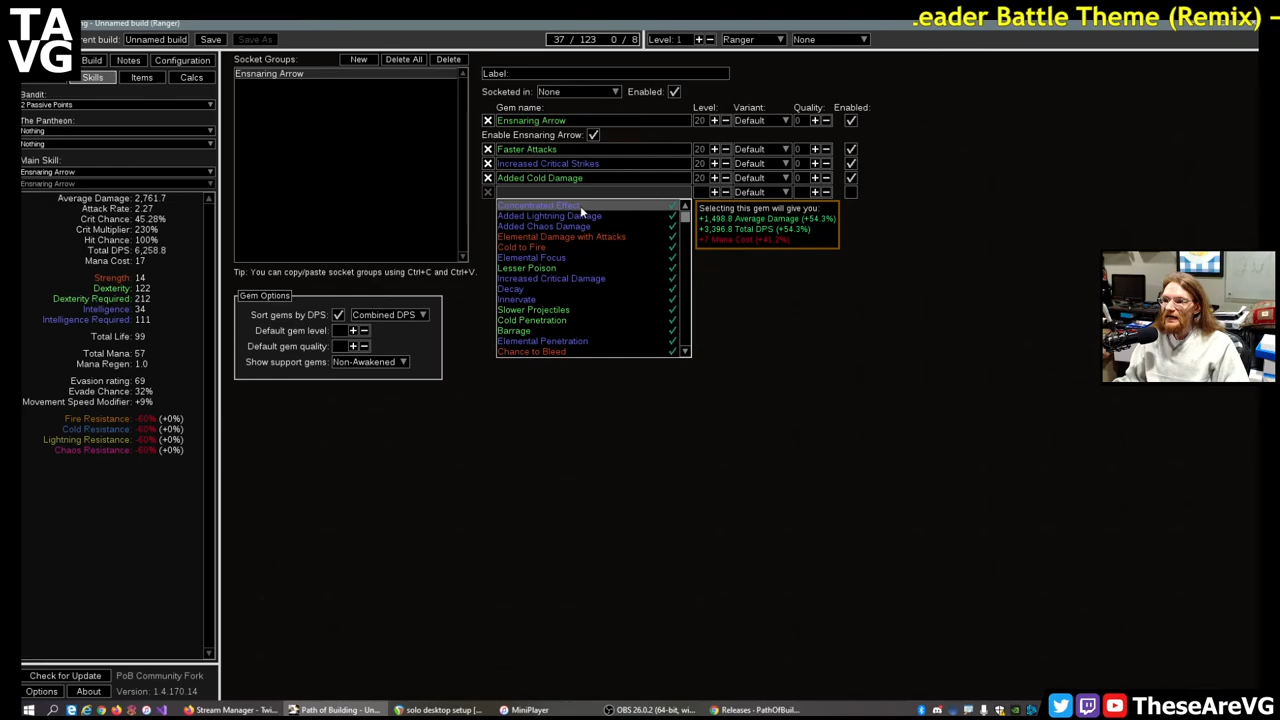 TA
VG
eader Battle Theme (Remix) -
- Unnamed build (Ranger)
ent build: Unnamed build Save Save As 37 / 123 0 / 8 Level: 1 + - Ranger None
Build Notes Configuration
Skills Items Calcs
Bandit:
2 Passive Points
The Pantheon:
Nothing
Nothing
Main Skill:
Ensnaring Arrow
Ensnaring Arrow
Average Damage: 2,761.7
Attack Rate: 2.27
Crit Chance: 45.28%
Crit Multiplier: 230%
Hit Chance: 100%
Total DPS: 6,258.8
Mana Cost: 17
Strength: 14
Dexterity: 122
Dexterity Required: 212
Intelligence: 34
Intelligence Required: 111
Total Life: 99
Total Mana: 57
Mana Regen: 1.0
Evasion rating: 69
Evade Chance: 32%
Movement Speed Modifier: +9%
Fire Resistance: -60% (+0%)
Cold Resistance: -60% (+0%)
Lightning Resistance: -60% (+0%)
Chaos Resistance: -60% (+0%)
Check for Update PoB Community Fork
Options About Version: 1.4.170.14
Socket Groups: New Delete All Delete
Ensnaring Arrow
Tip: You can copy/paste socket groups using Ctrl+C and Ctrl+V.
Gem Options
Sort gems by DPS: Combined DPS
Default gem level: + -
Default gem quality: + -
Show support gems: Non-Awakened
Label:
Socketed in: None Enabled:
Gem name: Level: Variant: Quality: Enabled:
Ensnaring Arrow 20 + - Default 0 + -
Enable Ensnaring Arrow:
Faster Attacks 20 + - Default 0 + -
Increased Critical Strikes 20 + - Default 0 + -
Added Cold Damage 20 + - Default 0 + -
+ - Default + -
Concentrated Effect
Added Lightning Damage
Added Chaos Damage
Elemental Damage with Attacks
Cold to Fire
Elemental Focus
Lesser Poison
Increased Critical Damage
Decay
Innervate
Slower Projectiles
Cold Penetration
Barrage
Elemental Penetration
Chance to Bleed
Selecting this gem will give you:
+1,498.8 Average Damage (+54.3%)
+3,396.8 Total DPS (+54.3%)
+7 Mana Cost (+41.2%)
Stream Manager - Twi... Path of Building - Un... solo desktop setup [... MiniPlayer OBS 26.0.2 (64-bit, wi... Releases - PathOfBuil...
TheseAreVG